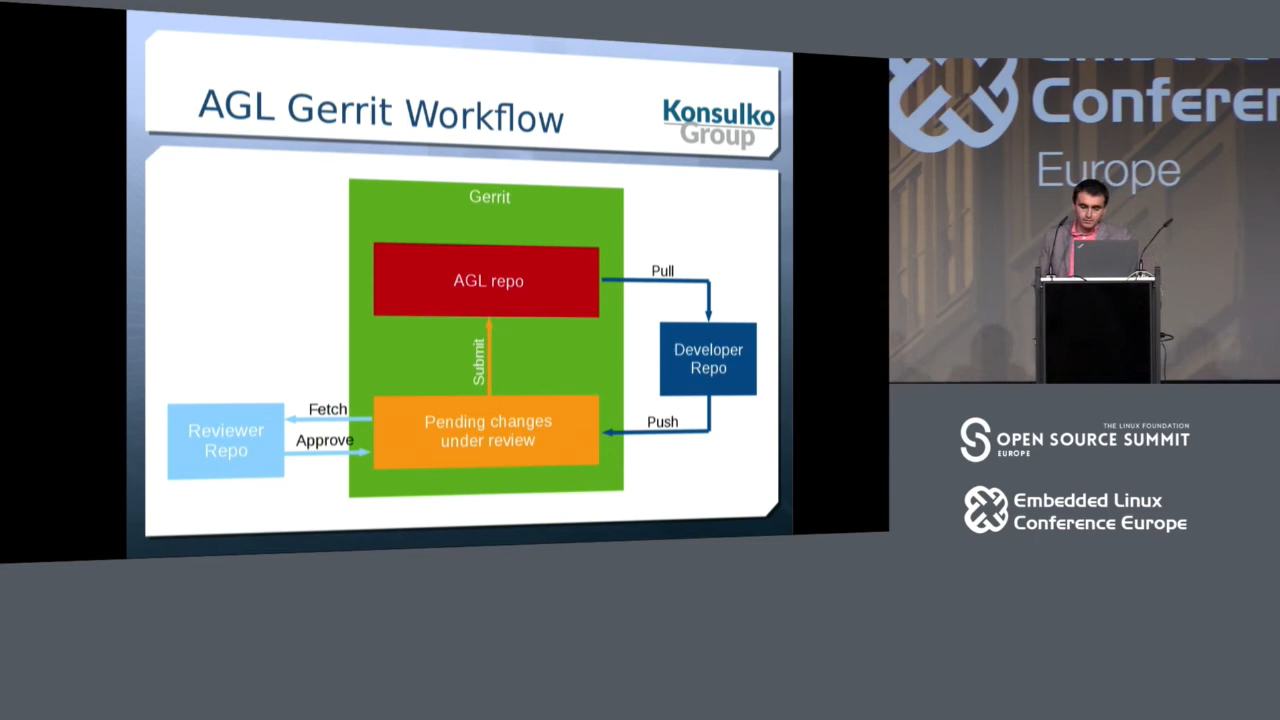 AGL Gerrit Workflow
Konsulko
Group
Gerrit
AGL repo
Pull
Submit
Developer
Repo
Fetch
Approve
Reviewer
Repo
Pending changes
under review
Push
Europe
THE LINUX FOUNDATION
OPEN SOURCE SUMMIT
EUROPE
Embedded Linux
Conference Europe